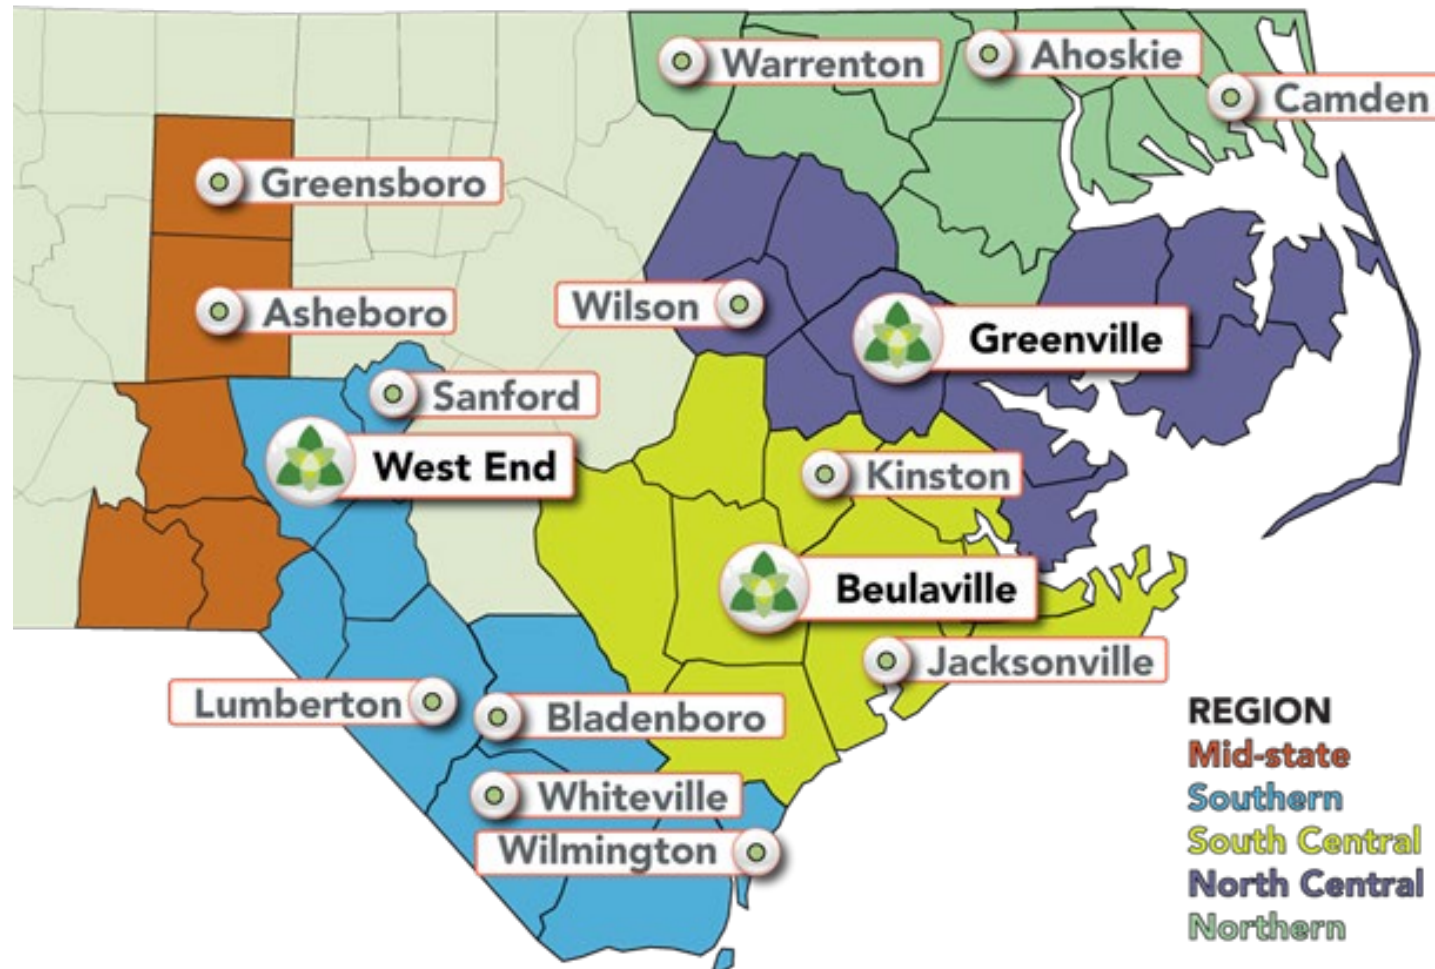 Warrenton
Ahoskie
Camden
Greensboro
Asheboro
Wilson
Greenville
Sanford
West End
Kinston
Beulaville
Jacksonville
Lumberton
Bladenboro
Whiteville
Wilmington
REGION
Mid-state
Southern
South Central
North Central
Northern